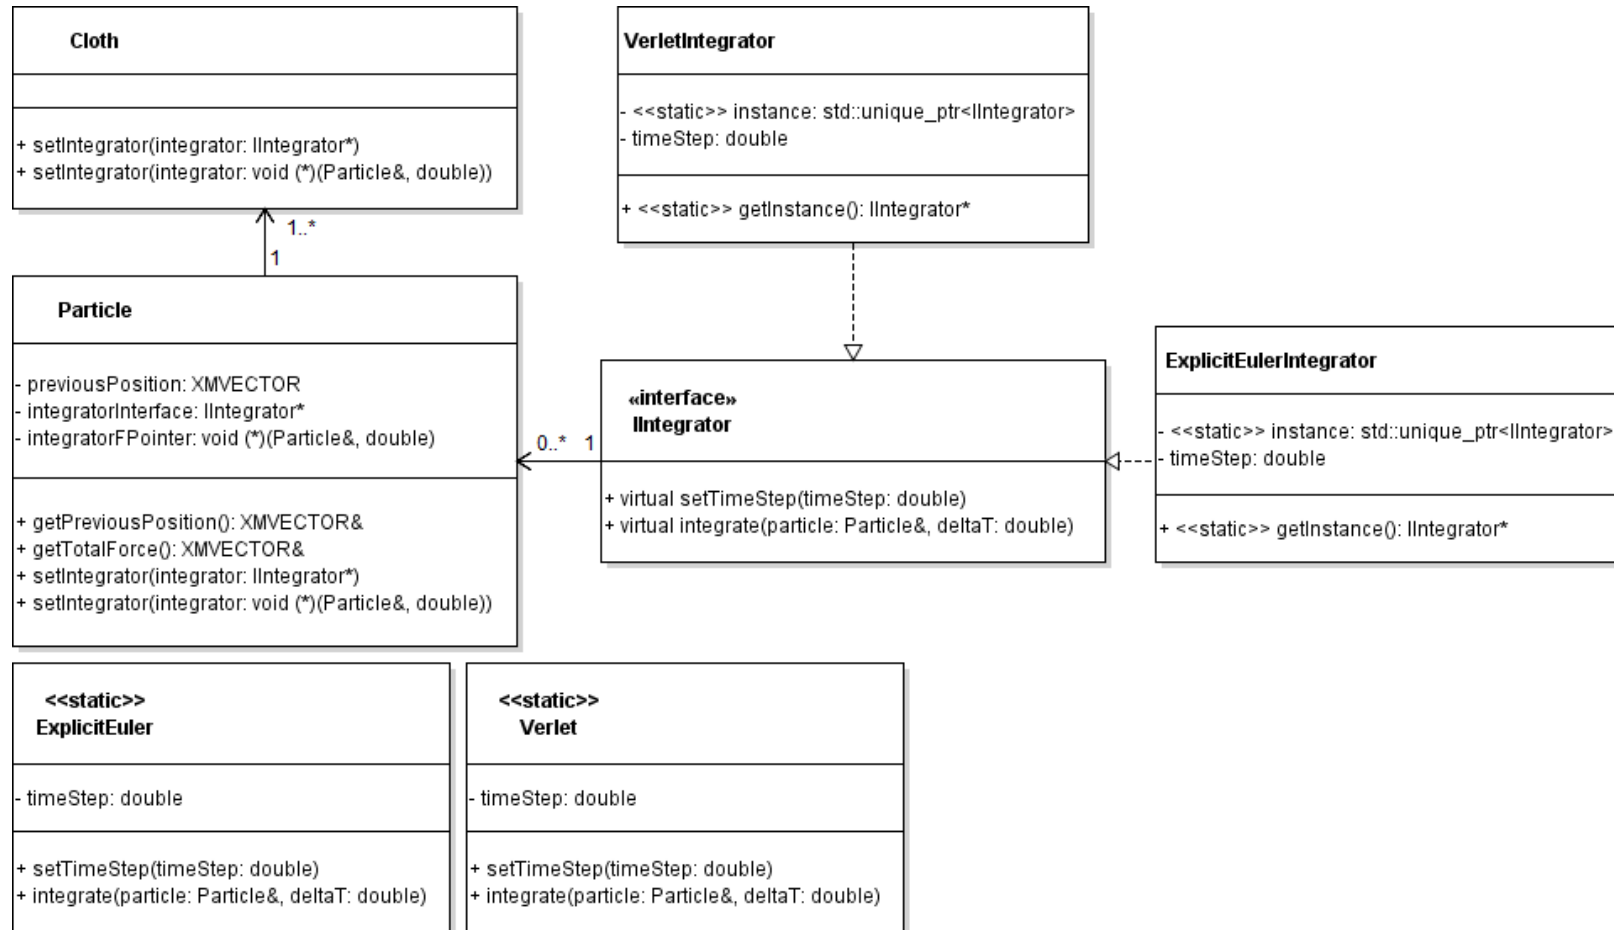 Cloth
+ setIntegrator(integrator: IIntegrator*)
+ setIntegrator(integrator: void (*)(Particle&, double))
1..*
1
Particle
- previousPosition: XMVECTOR
- integratorInterface: IIntegrator*
- integratorFPointer: void (*)(Particle&, double)
+ getPreviousPosition(): XMVECTOR&
+ getTotalForce(): XMVECTOR&
+ setIntegrator(integrator: IIntegrator*)
+ setIntegrator(integrator: void (*)(Particle&, double))
VerletIntegrator
- <<static>> instance: std::unique_ptr<IIntegrator>
- timeStep: double
+ <<static>> getInstance(): IIntegrator*
0..* 1
«interface»
IIntegrator
+ virtual setTimeStep(timeStep: double)
+ virtual integrate(particle: Particle&, deltaT: double)
ExplicitEulerIntegrator
- <<static>> instance: std::unique_ptr<IIntegrator>
- timeStep: double
+ <<static>> getInstance(): IIntegrator*
<<static>>
ExplicitEuler
- timeStep: double
+ setTimeStep(timeStep: double)
+ integrate(particle: Particle&, deltaT: double)
<<static>>
Verlet
- timeStep: double
+ setTimeStep(timeStep: double)
+ integrate(particle: Particle&, deltaT: double)